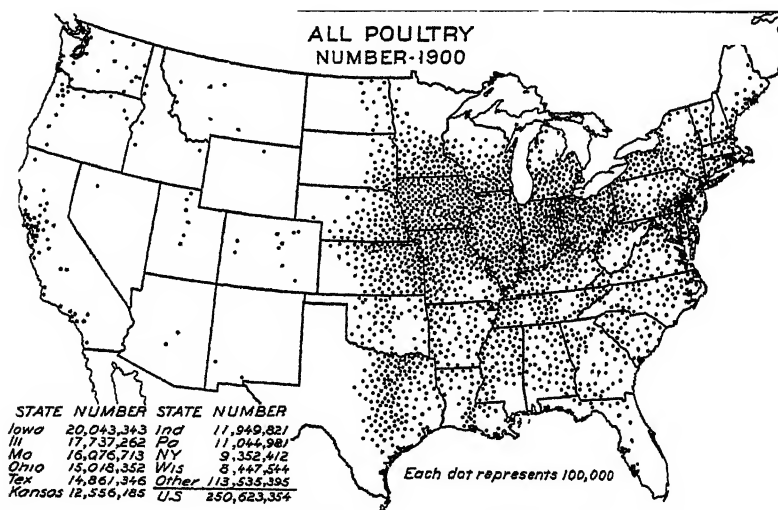 ALL POULTRY
NUMBER-1900
STATE NUMBER STATE NUMBER
Iowa 20,043,343 Ind 11,949,821
Ill 17,737,262 Pa 11,044,981
Mo 16,076,713 NY 9,352,412
Ohio 15,018,352 Wis 8,447,544
Tex 14,861,346 Other 113,535,395
Kansas 12,556,185 US 250,623,354
Each dot represents 100,000